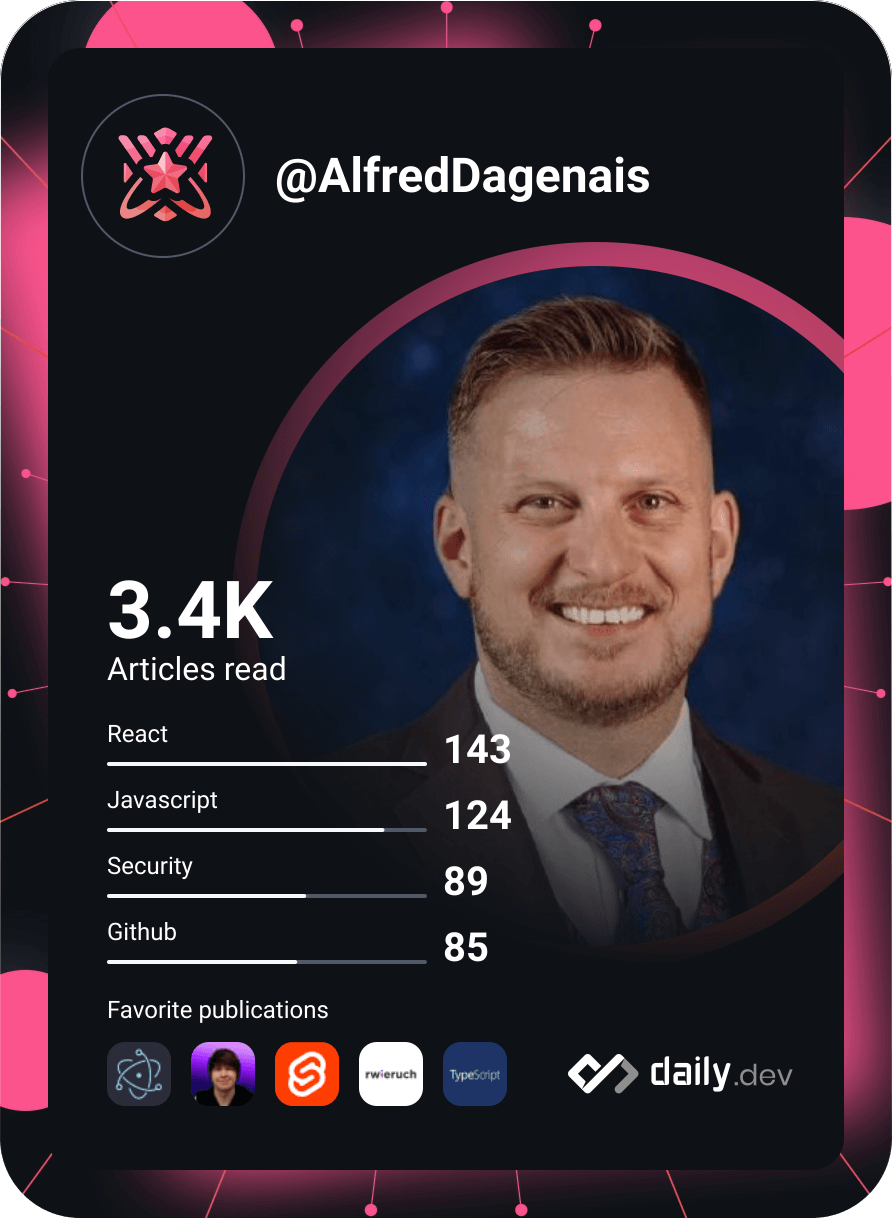 @AlfredDagenais
3.4K
Articles read
React
143
Javascript
124
Security
89
Github
85
Favorite publications
rwieruch
TypeScript
daily.dev